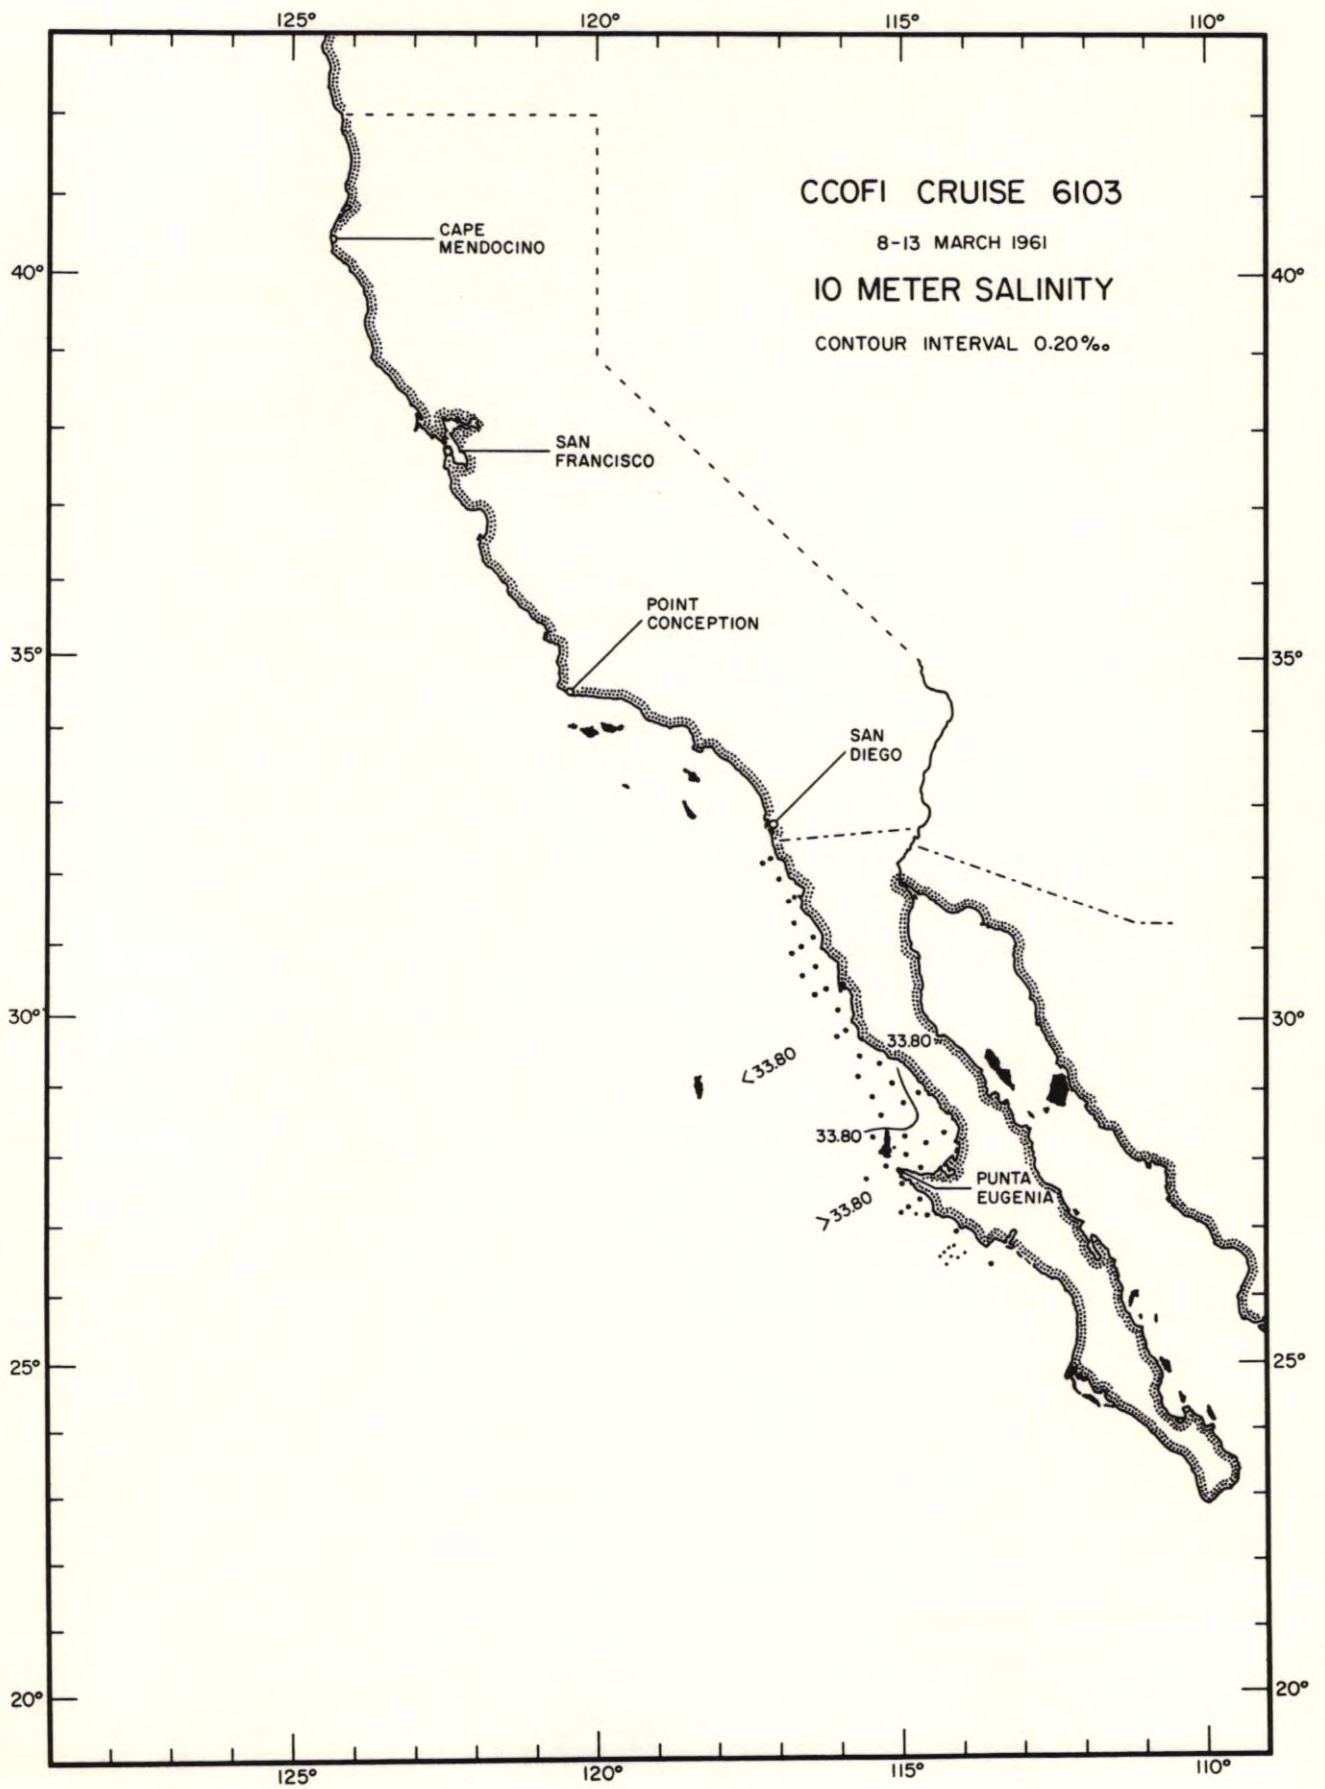 125° 120° 115° 110°
CCOFI CRUISE 6103
8-13 MARCH 1961
10 METER SALINITY
CONTOUR INTERVAL 0.20‰
CAPE
MENDOCINO
40° 40°
SAN
FRANCISCO
POINT
CONCEPTION
35° 35°
SAN
DIEGO
30° 30°
33.80
<33.80
33.80
PUNTA
EUGENIA
>33.80
25° 25°
20° 20°
125° 120° 115° 110°